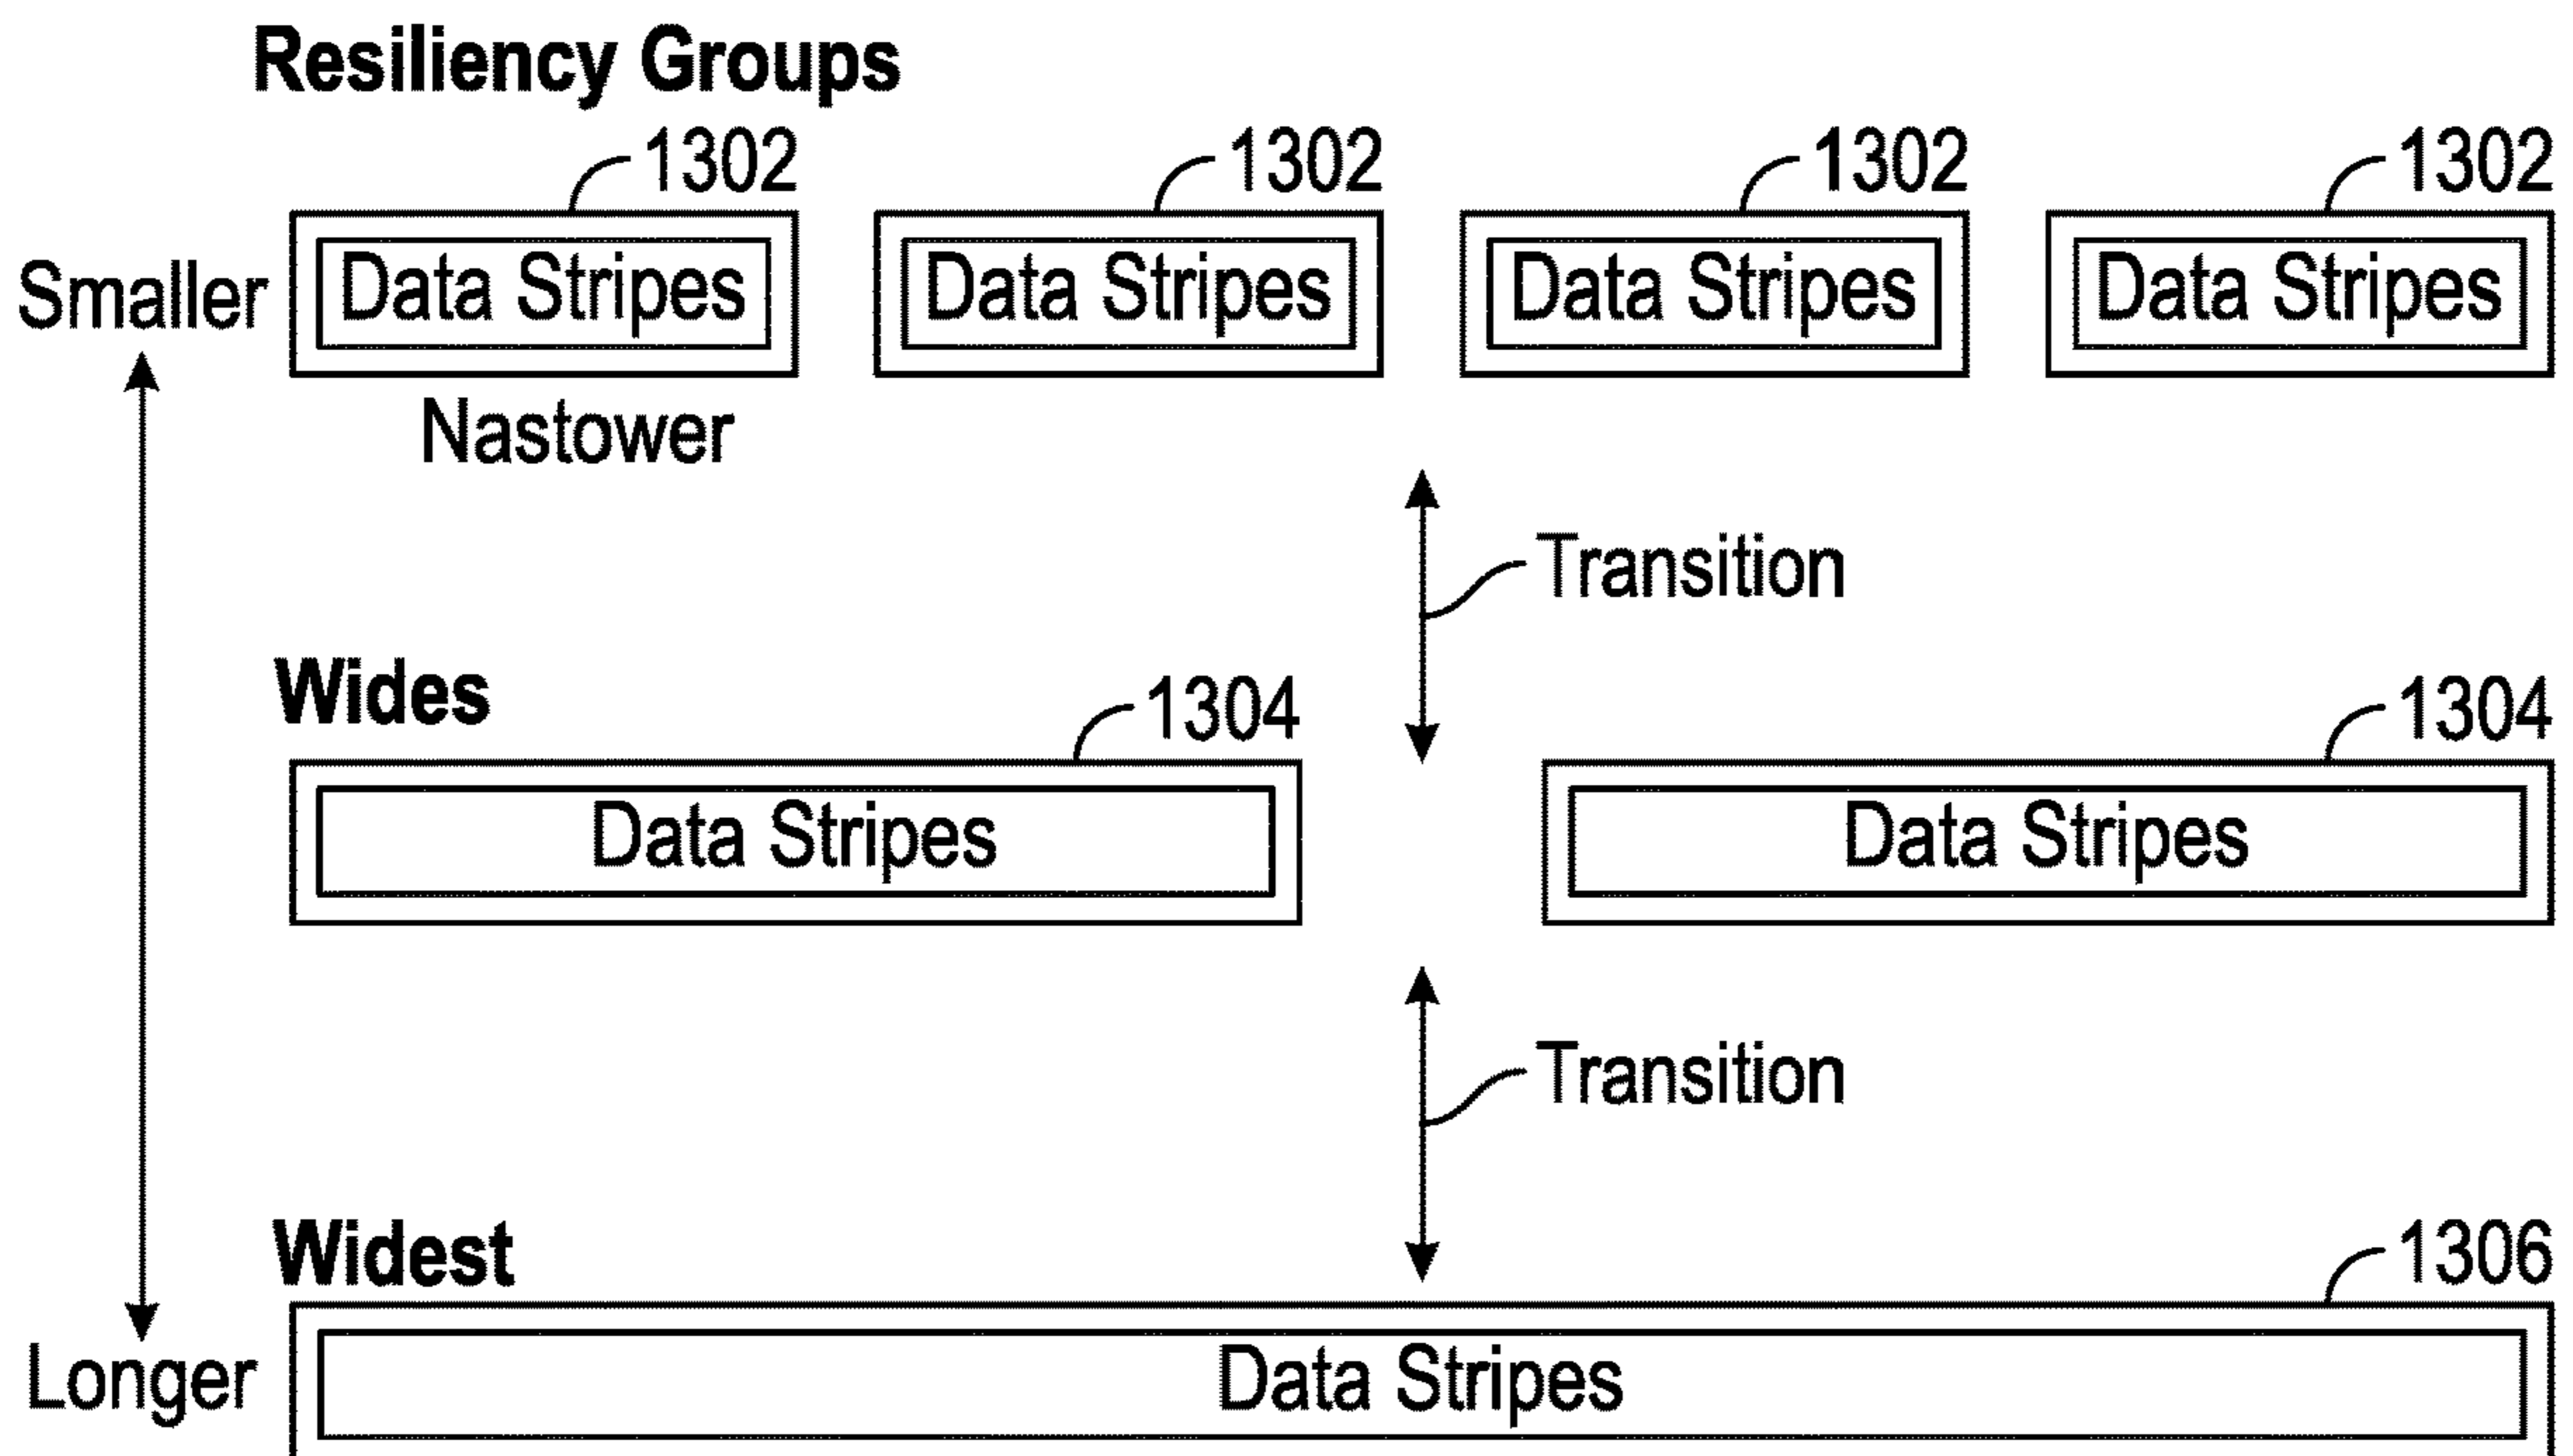 Resiliency Groups
1302 1302 1302 1302
Smaller Data Stripes Data Stripes Data Stripes Data Stripes
Nastower
Transition
Wides
1304 1304
Data Stripes Data Stripes
Transition
Widest
1306
Longer Data Stripes